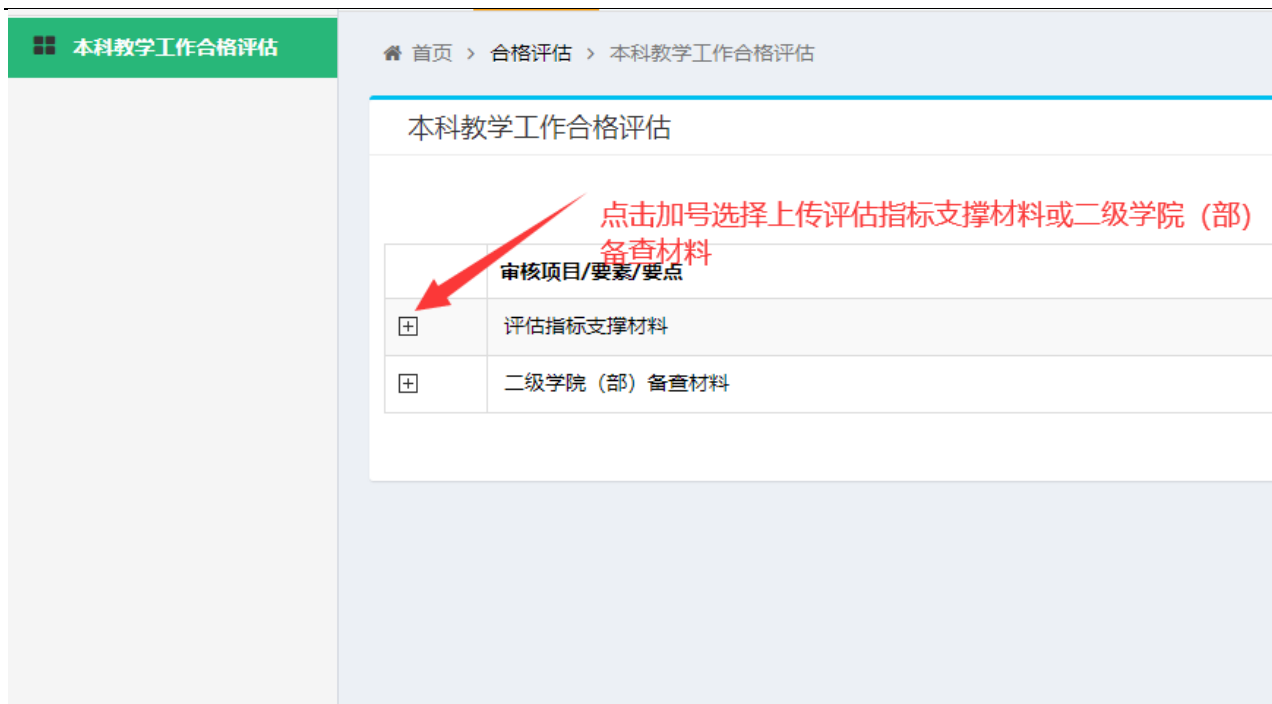 本科教学工作合格评估
首页 > 合格评估 > 本科教学工作合格评估
本科教学工作合格评估
点击加号选择上传评估指标支撑材料或二级学院（部）
备查材料
审核项目/要素/要点
评估指标支撑材料
二级学院（部）备查材料